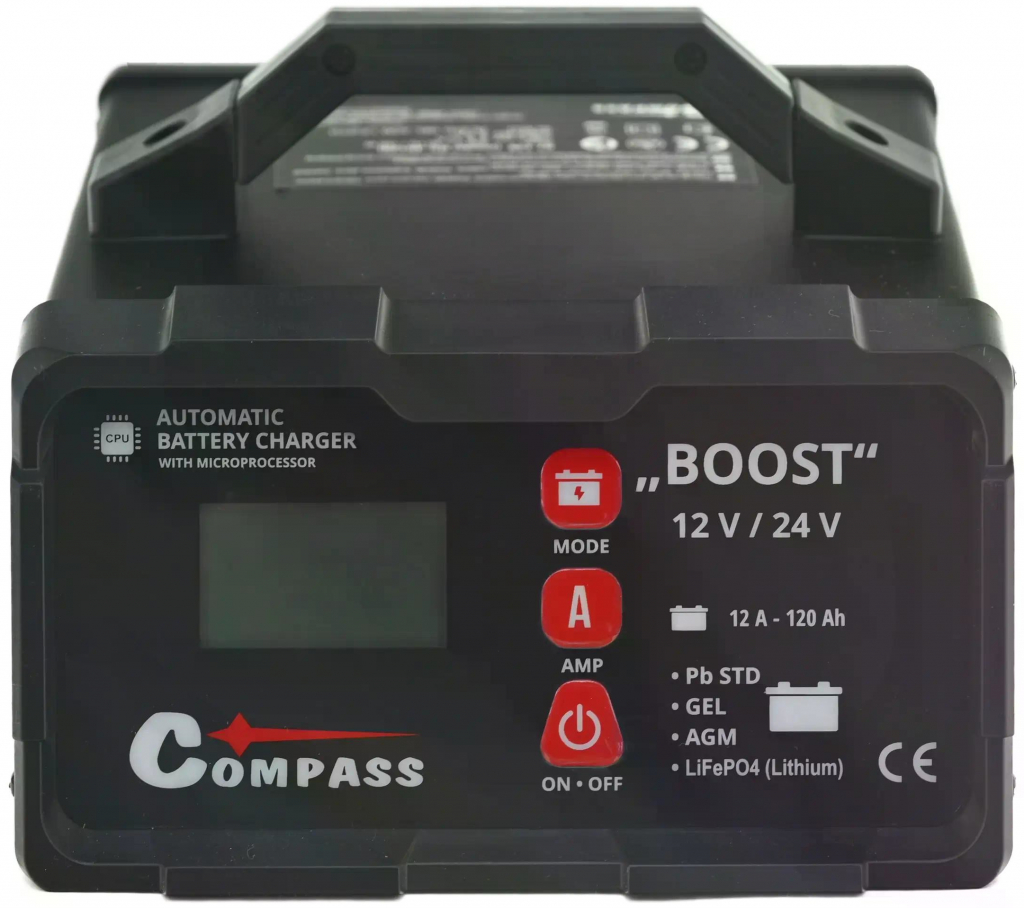 CPU
AUTOMATIC
BATTERY CHARGER
WITH MICROPROCESSOR
MODE
A
AMP
ON • OFF
COMPASS
„BOOST“
12 V / 24 V
12 A - 120 Ah
• Pb STD
• GEL
• AGM
• LiFePO4 (Lithium)
CE